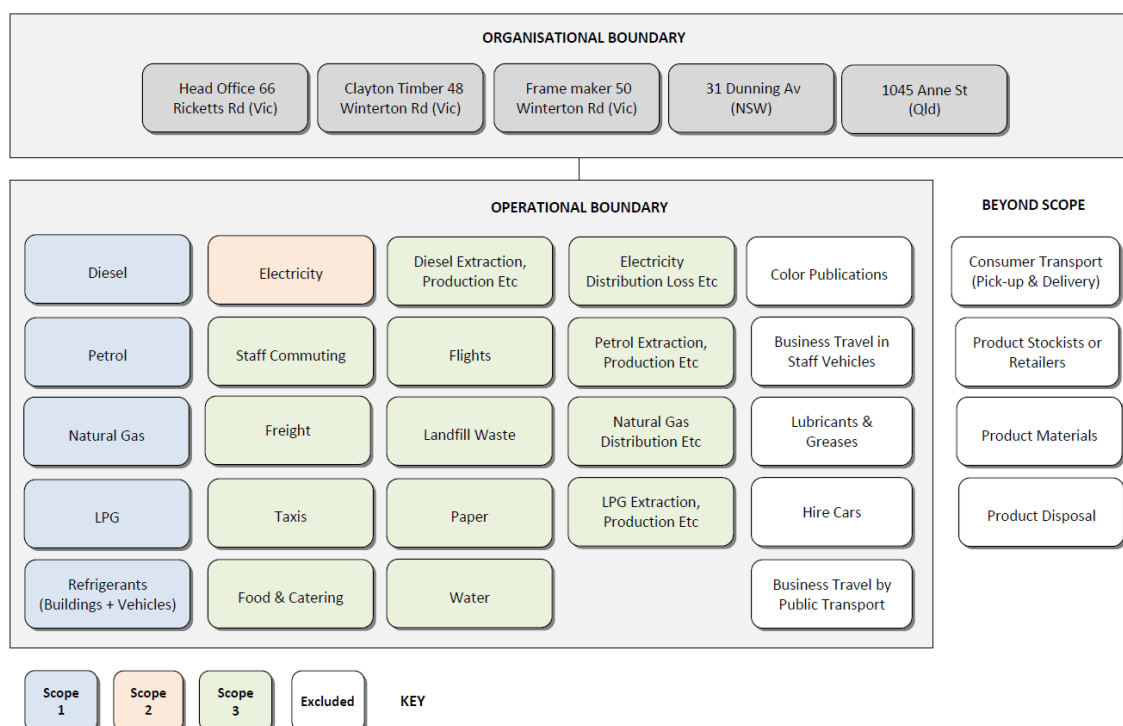 ORGANISATIONAL BOUNDARY
Head Office 66
Ricketts Rd (Vic)
Clayton Timber 48
Winterton Rd (Vic)
Frame maker 50
Winterton Rd (Vic)
31 Dunning Av
(NSW)
1045 Anne St
(Qld)
OPERATIONAL BOUNDARY
BEYOND SCOPE
Diesel
Electricity
Diesel Extraction,
Production Etc
Electricity
Distribution Loss Etc
Color Publications
Consumer Transport
(Pick-up & Delivery)
Petrol
Staff Commuting
Flights
Petrol Extraction,
Production Etc
Business Travel in
Staff Vehicles
Product Stockists or
Retailers
Natural Gas
Freight
Landfill Waste
Natural Gas
Distribution Etc
Lubricants &
Greases
Product Materials
LPG
Taxis
Paper
LPG Extraction,
Production Etc
Hire Cars
Product Disposal
Refrigerants
(Buildings + Vehicles)
Food & Catering
Water
Business Travel by
Public Transport
Scope
1
Scope
2
Scope
3
Excluded
KEY